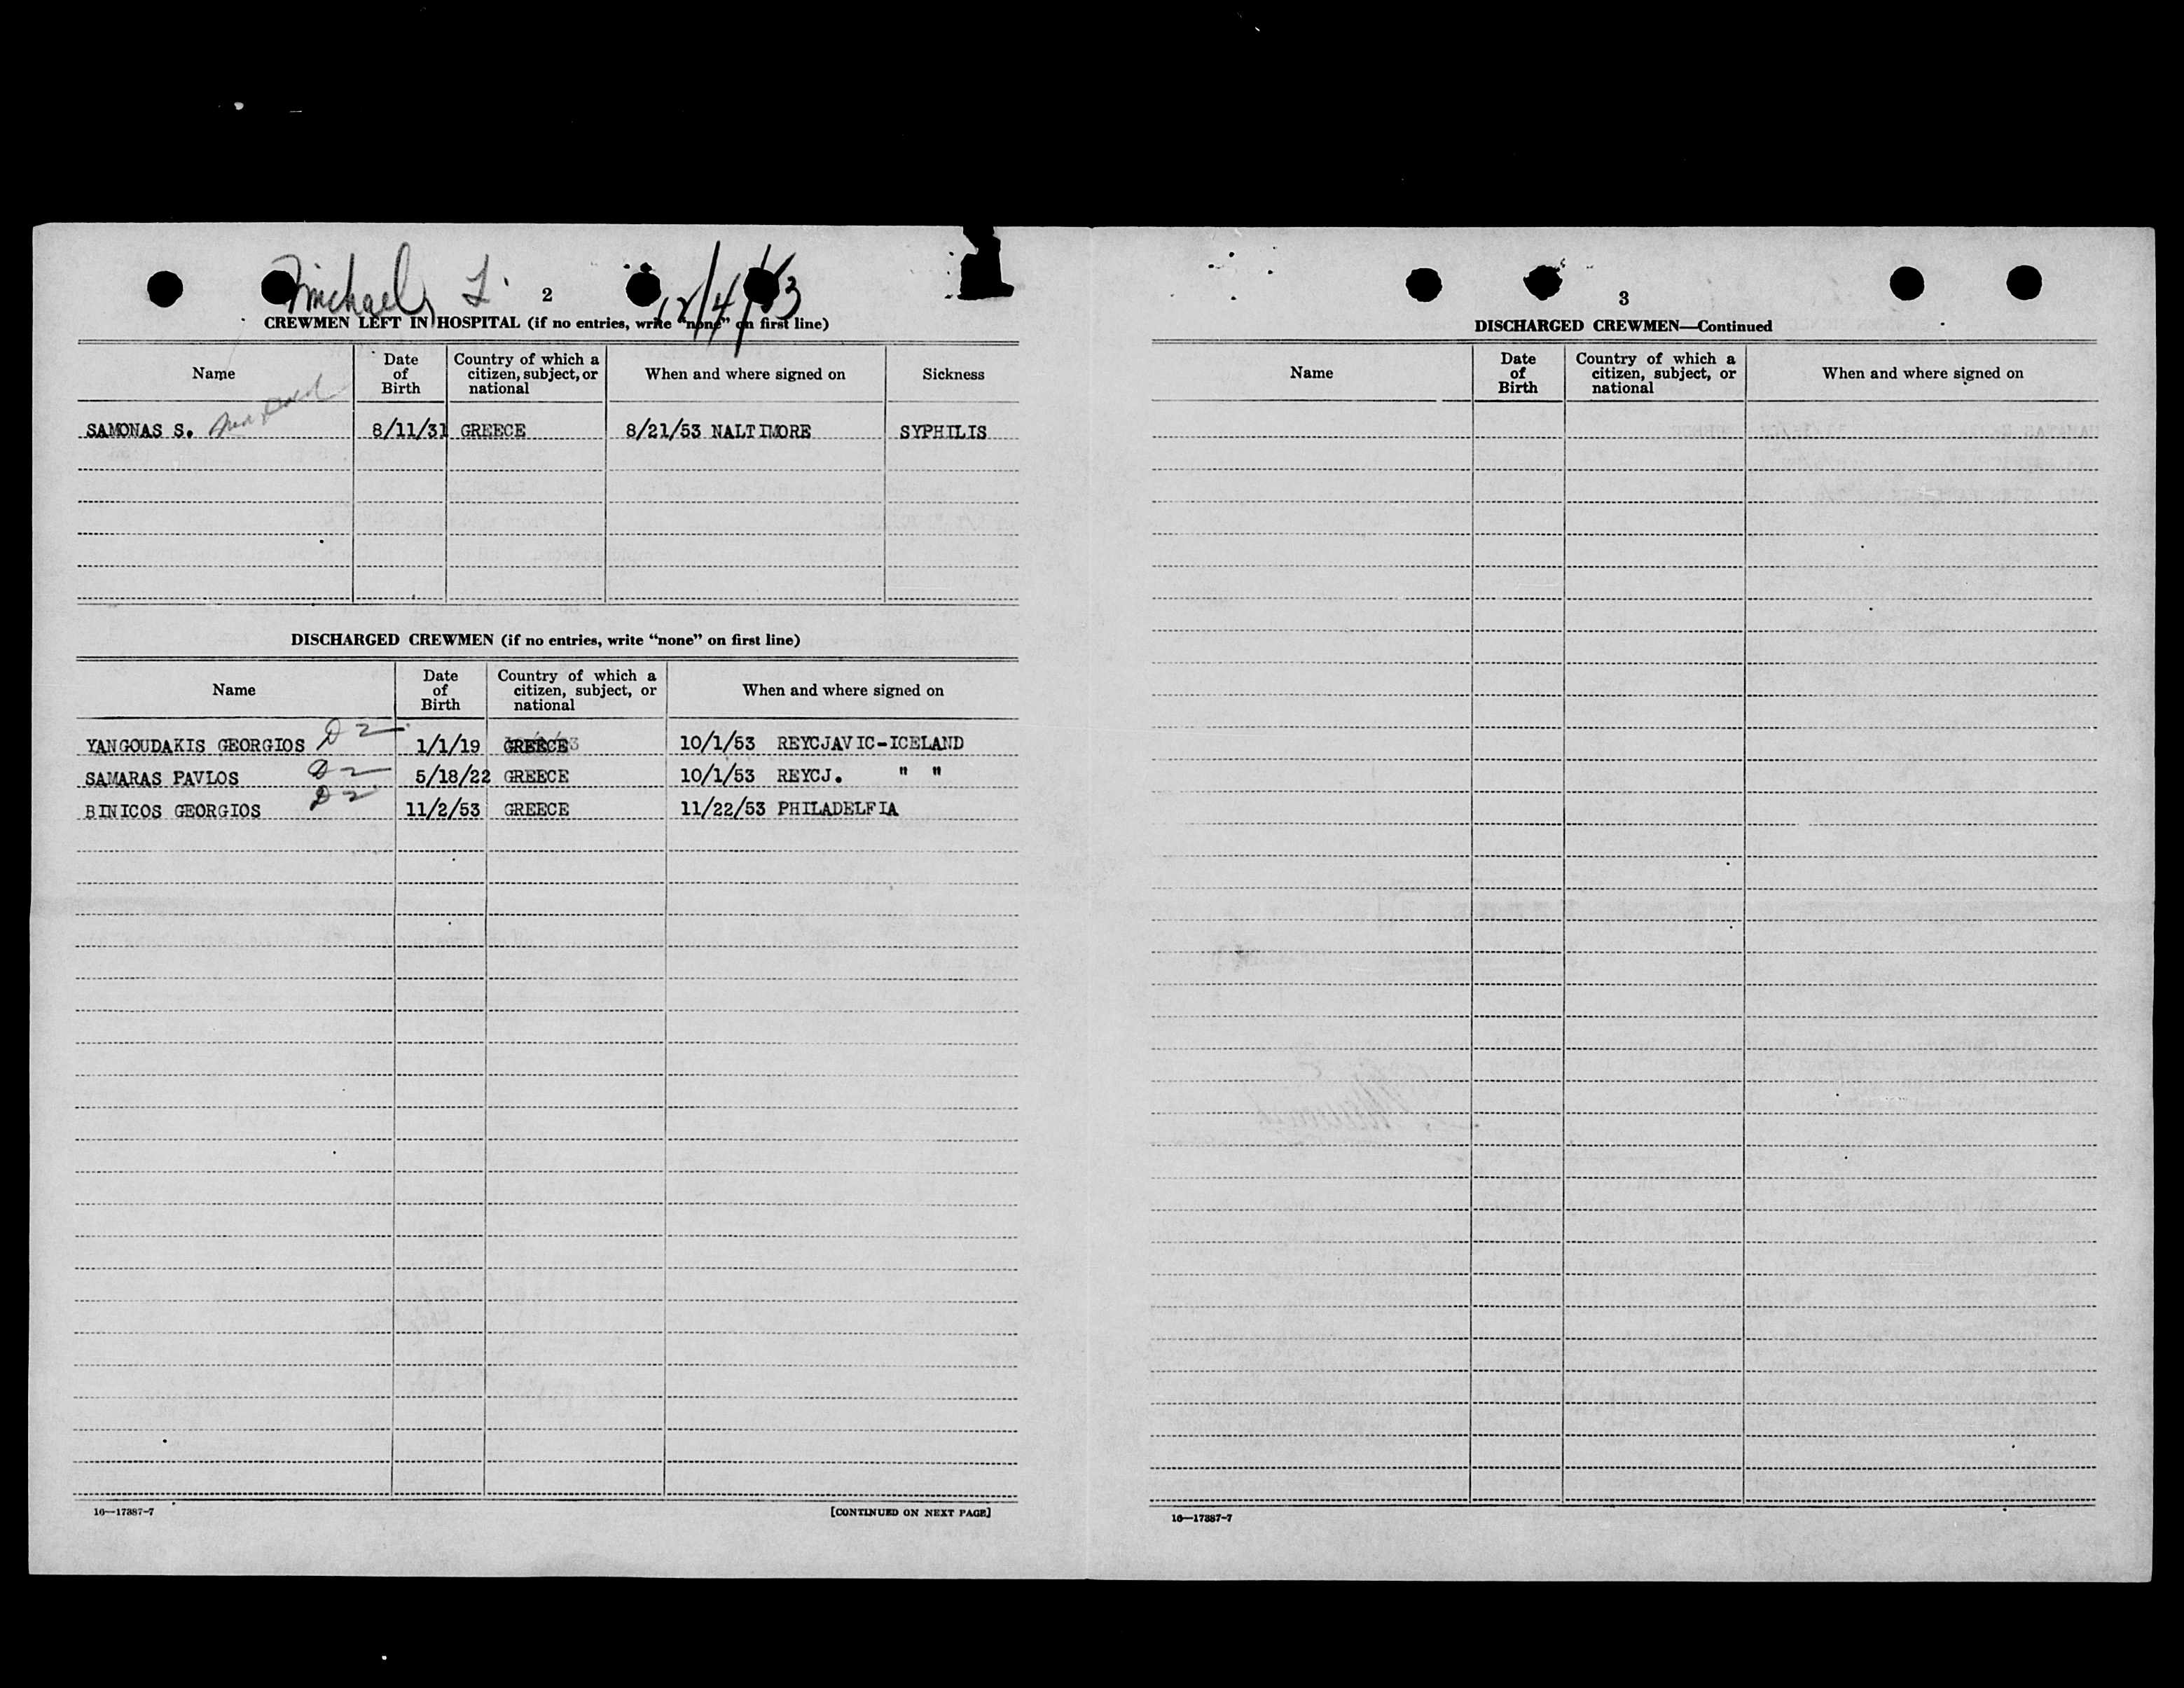 Michael, L. 2 12/4/53
CREWMEN LEFT IN HOSPITAL (if no entries, write "none" on first line)
Name Date of Birth Country of which a citizen, subject, or national When and where signed on Sickness
SAMONAS S. 8/11/31 GREECE 8/21/53 NALTIMORE SYPHILIS
DISCHARGED CREWMEN (if no entries, write "none" on first line)
Name Date of Birth Country of which a citizen, subject, or national When and where signed on
YANGOUDAKIS GEORGIOS D2 1/1/19 GREECE 10/1/53 REYCJAVIC-ICELAND
SAMARAS PAVLOS D2 5/18/22 GREECE 10/1/53 REYCJ. " "
BINICOS GEORGIOS D2 11/2/53 GREECE 11/22/53 PHILADELFIA
16—17387-7 [CONTINUED ON NEXT PAGE]
3
DISCHARGED CREWMEN—Continued
Name Date of Birth Country of which a citizen, subject, or national When and where signed on
16—17387-7